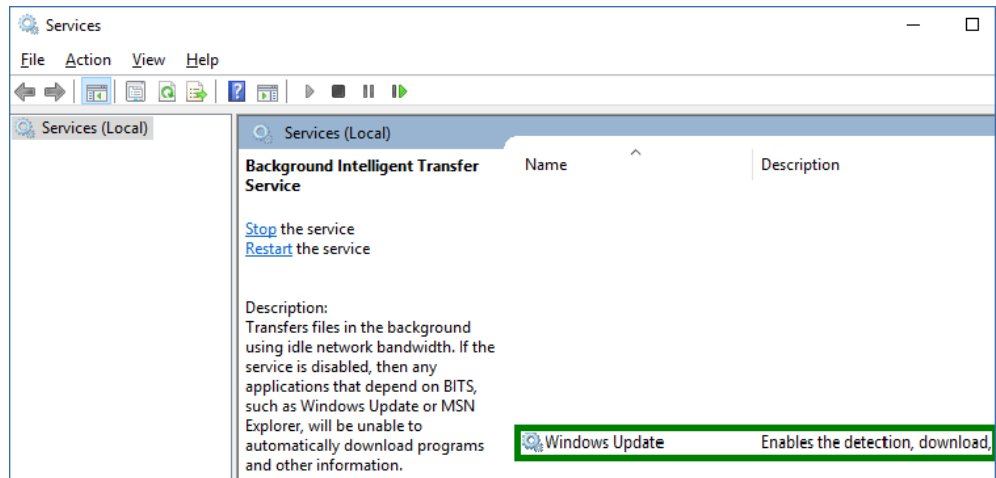 Services
File Action View Help
Services (Local)
Services (Local)
Background Intelligent Transfer
Service
Name
Description
Stop the service
Restart the service
Description:
Transfers files in the background
using idle network bandwidth. If the
service is disabled, then any
applications that depend on BITS,
such as Windows Update or MSN
Explorer, will be unable to
automatically download programs
and other information.
Windows Update
Enables the detection, download,